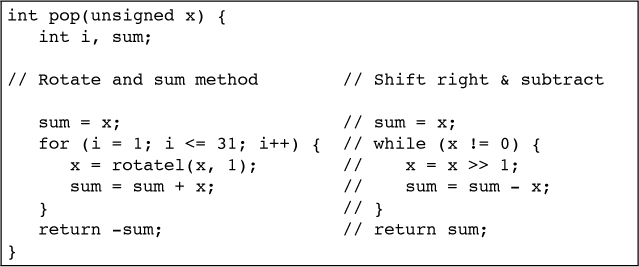 int pop(unsigned x) {
   int i, sum;

// Rotate and sum method         // Shift right & subtract

   sum = x;                      // sum = x;
   for (i = 1; i <= 31; i++) {   // while (x != 0) {
      x = rotatel(x, 1);         //    x = x >> 1;
      sum = sum + x;             //    sum = sum - x;
   }                             // }
   return -sum;                  // return sum;
}